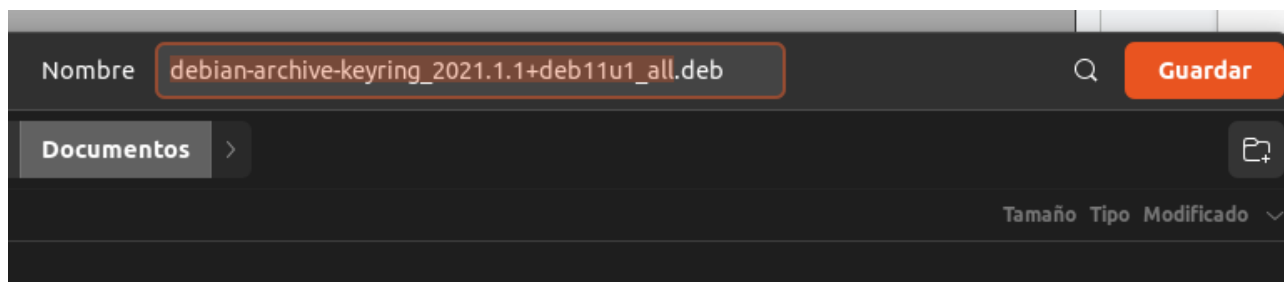 Nombre debian-archive-keyring_2021.1.1+deb11u1_all.deb Guardar
Documentos
Tamaño Tipo Modificado